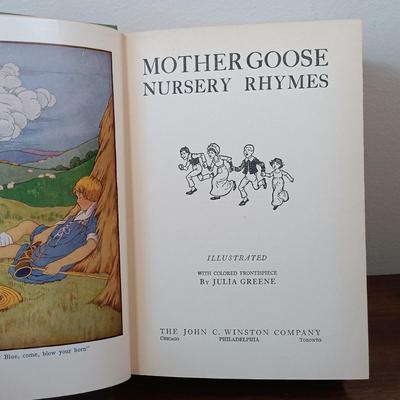 Blue, come, blow your horn"
MOTHER GOOSE
NURSERY RHYMES
ILLUSTRATED
WITH COLORED FRONTISPIECE
BY JULIA GREENE
THE JOHN C. WINSTON COMPANY
CHICAGO PHILADELPHIA TORONTO